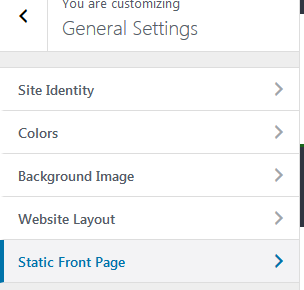 You are customizing
General Settings
Site Identity
Colors
Background Image
Website Layout
Static Front Page